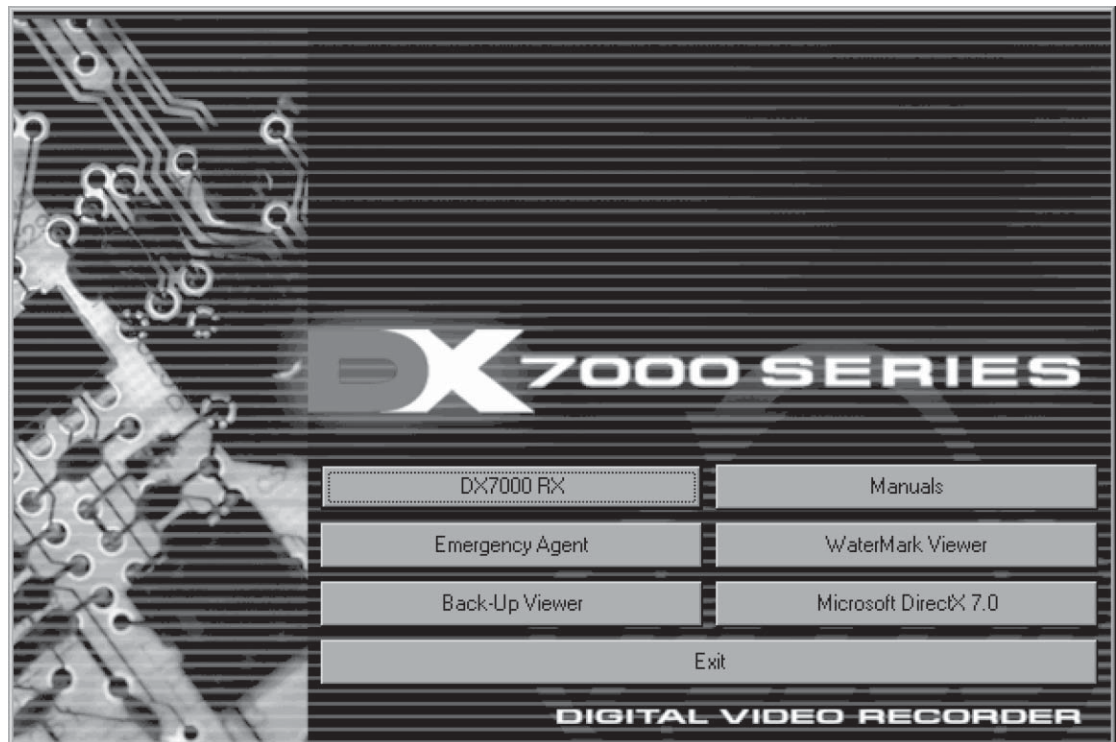 DX 7000 SERIES
DX7000 RX
Manuals
Emergency Agent
WaterMark Viewer
Back-Up Viewer
Microsoft DirectX 7.0
Exit
DIGITAL VIDEO RECORDER